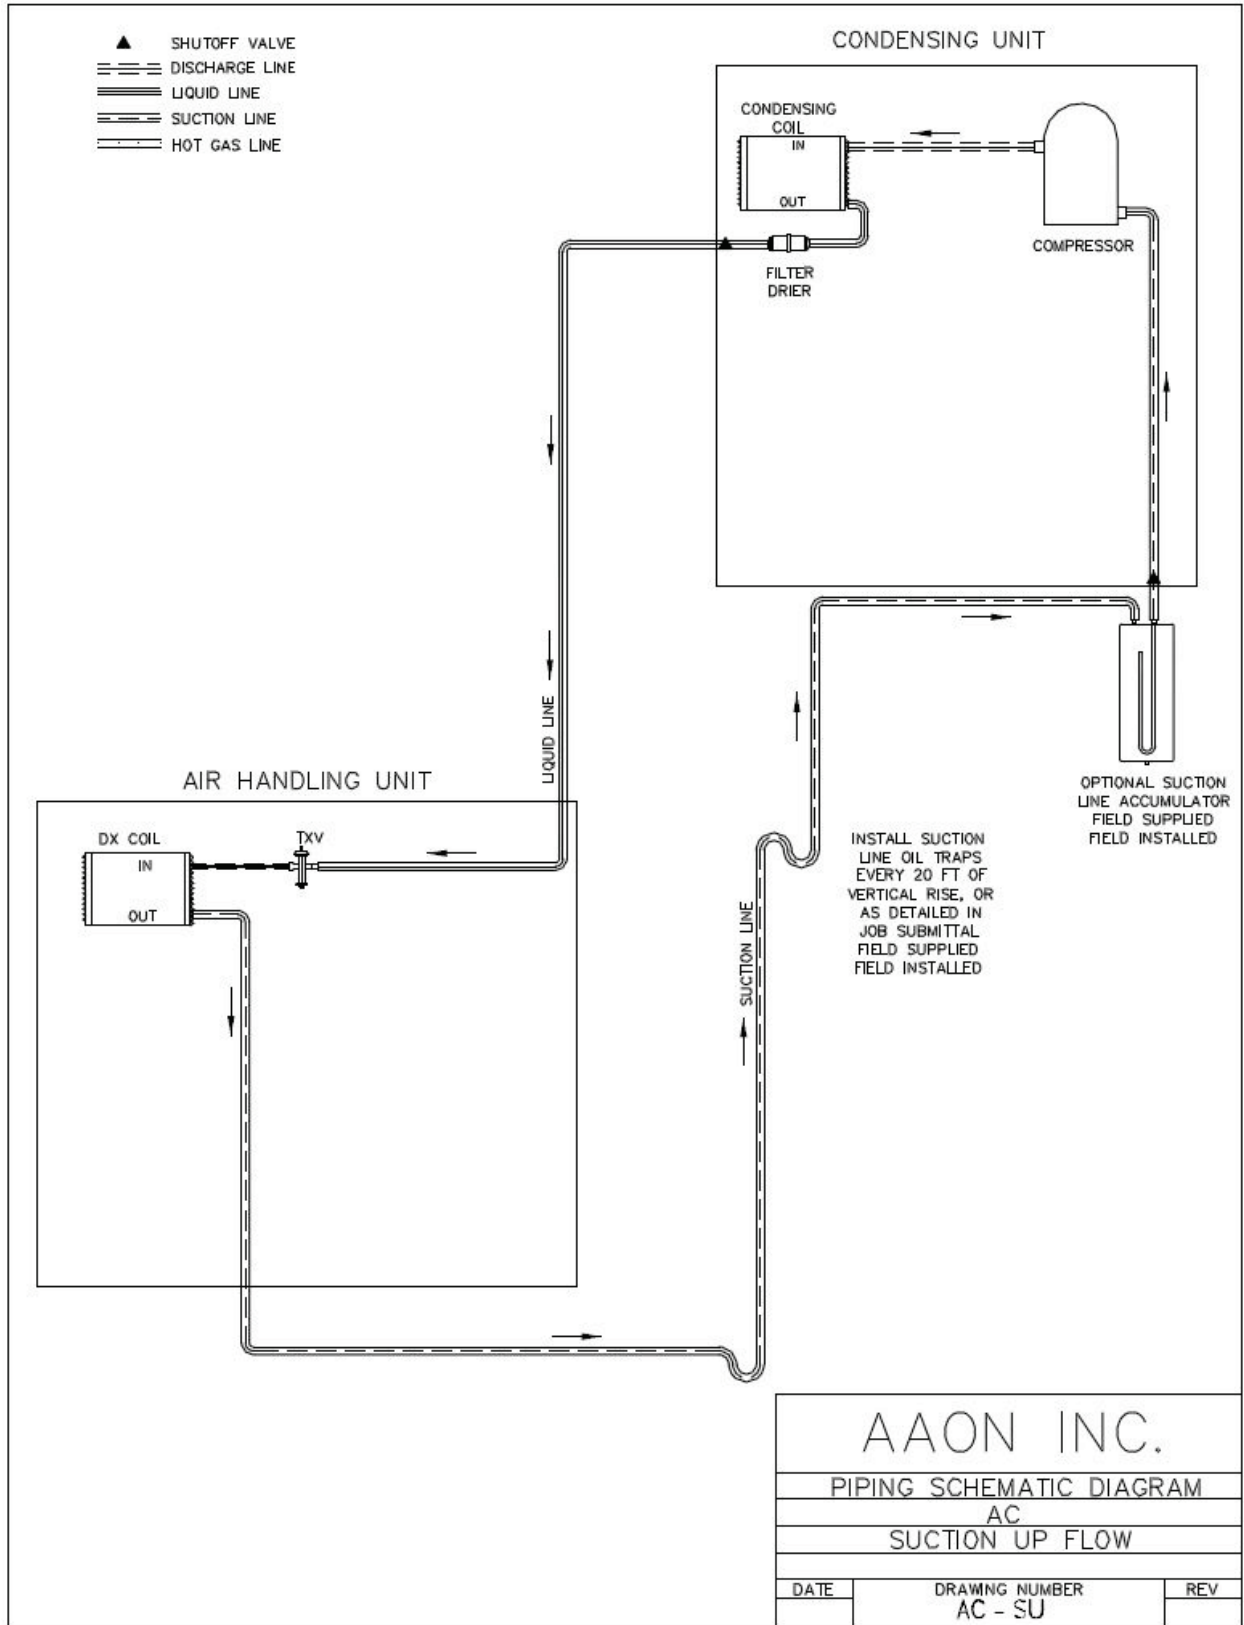 SHUTOFF VALVE
DISCHARGE LINE
LIQUID LINE
SUCTION LINE
HOT GAS LINE
CONDENSING UNIT
CONDENSING
COIL
IN
OUT
COMPRESSOR
FILTER
DRIER
LIQUID LINE
AIR HANDLING UNIT
DX COIL
TXV
IN
OUT
OPTIONAL SUCTION
LINE ACCUMULATOR
FIELD SUPPLIED
FIELD INSTALLED
SUCTION LINE
INSTALL SUCTION
LINE OIL TRAPS
EVERY 20 FT OF
VERTICAL RISE, OR
AS DETAILED IN
JOB SUBMITTAL
FIELD SUPPLIED
FIELD INSTALLED
AAON INC.
PIPING SCHEMATIC DIAGRAM
AC
SUCTION UP FLOW
DATE
DRAWING NUMBER
REV
AC - SU